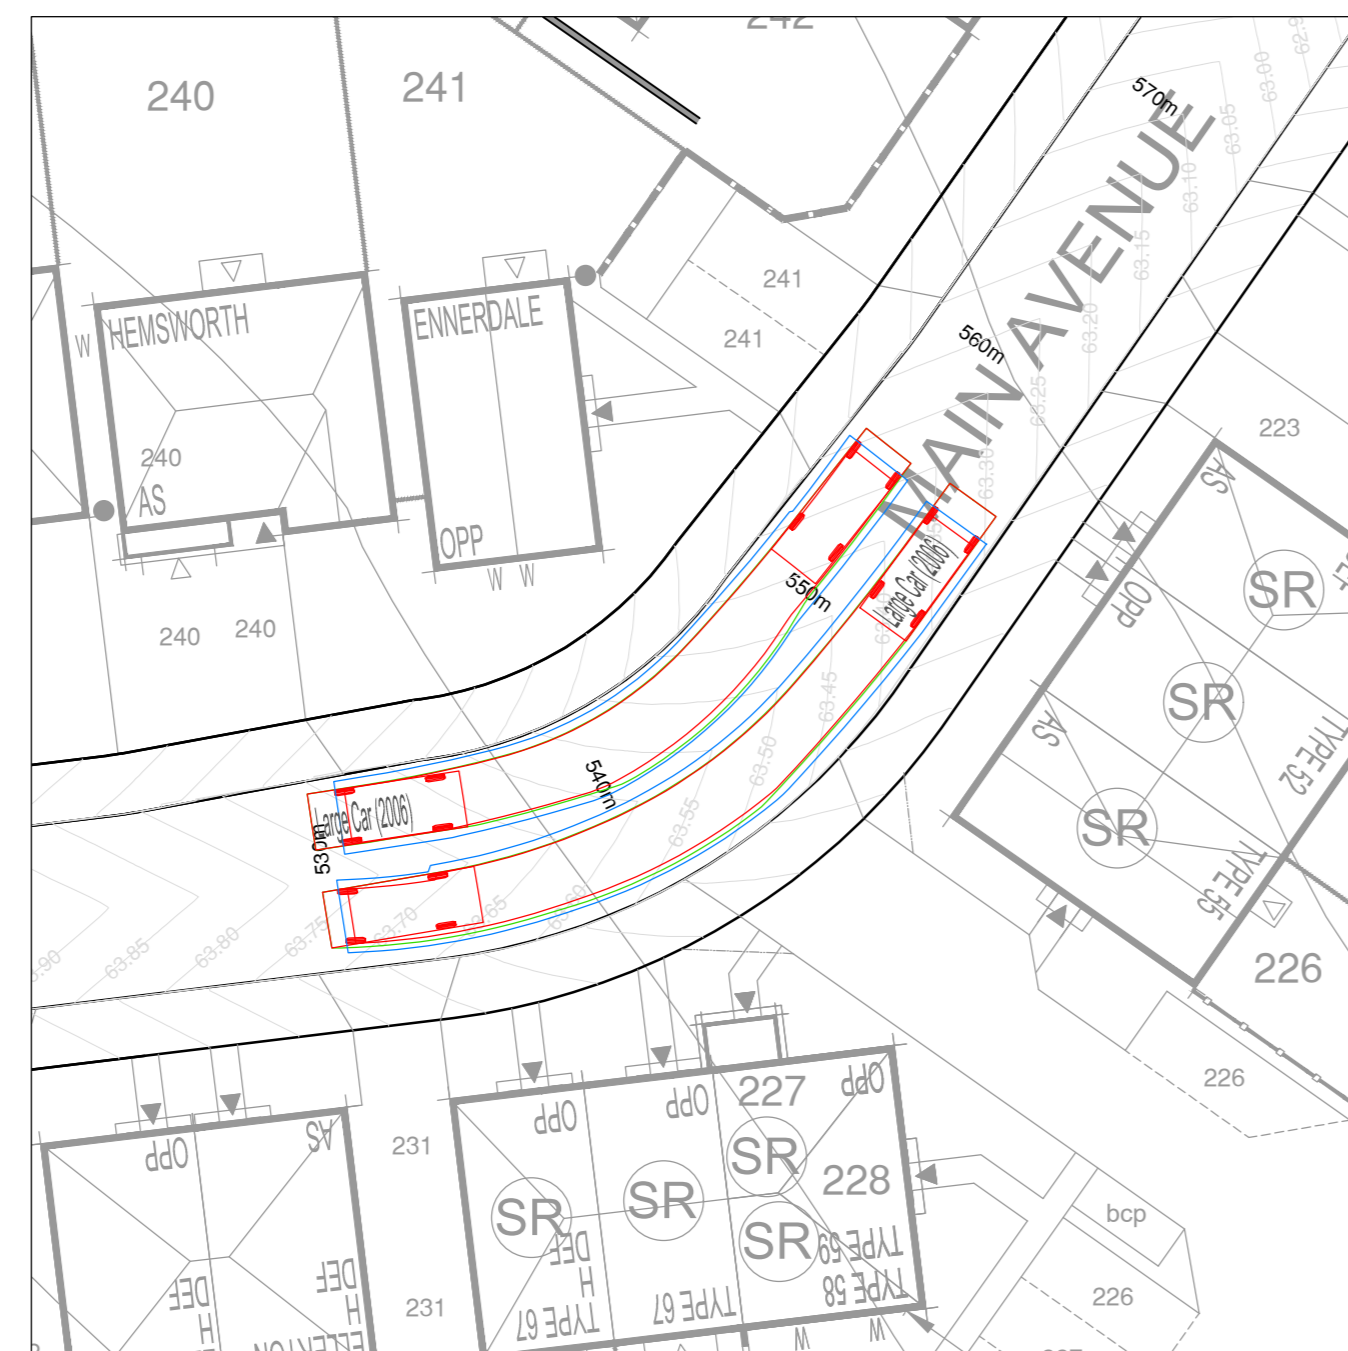 242
240
241
570m
63.00
63.05
63.10
63.15
63.20
63.25
63.30
MAIN AVENUE
241
241
560m
HEMSWORTH
ENNERDALE
W
240
AS
OPP
W W
240
240
223
AS
OPP
SR
SR
SR
AS
TYPE 52
TYPE 55
Large Car (2006)
550m
63.45
63.50
63.55
63.60
540m
Large Car (2006)
530m
63.65
63.70
63.75
63.80
63.85
226
226
OPP
AS
231
OPP
OPP
227
OPP
SR
SR
SR
SR
228
DEF
H
TYPE 67
TYPE 67
TYPE 59
TYPE 58
W
W
bcp
226
DEF
H
DEF
H
231